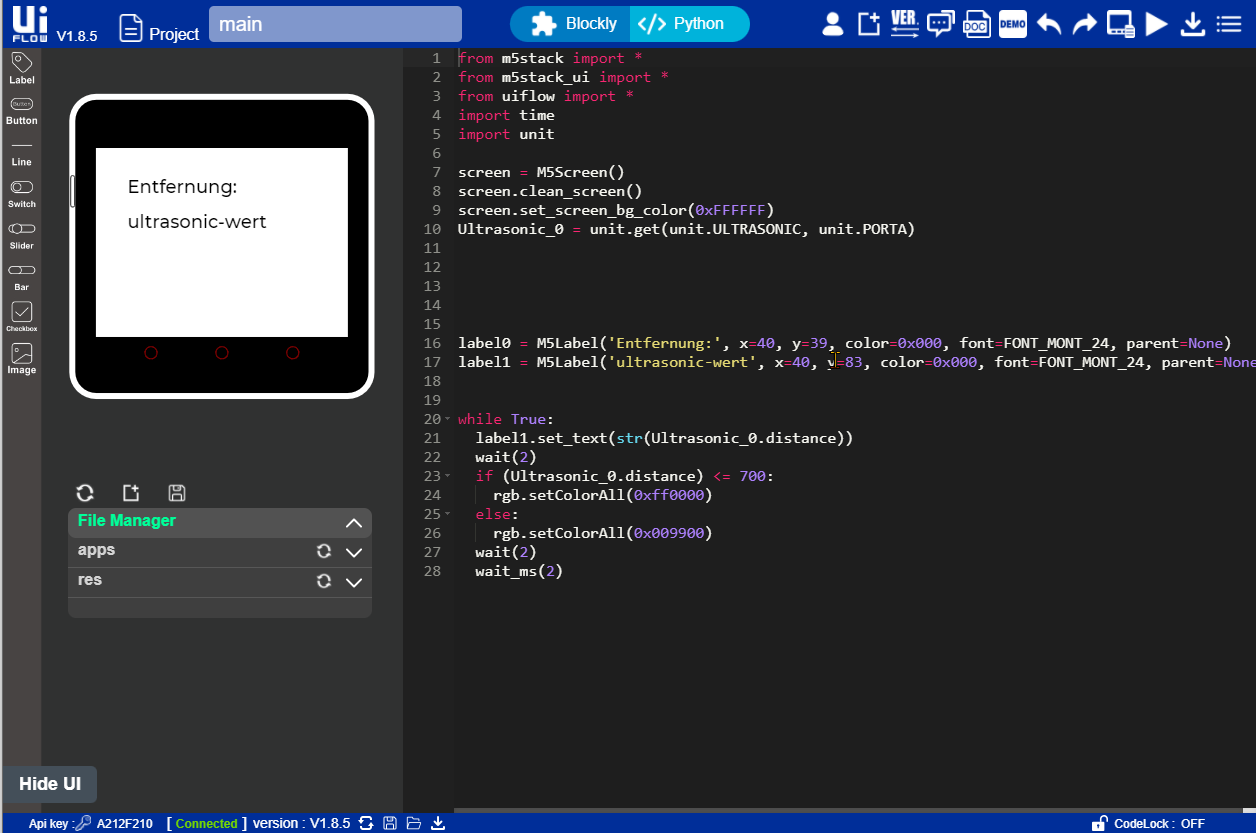 Ui FLOW V1.8.5 Project main Blockly </> Python VER. DOC DEMO
Label
Button
Button
Line
Switch
Slider
Bar
Checkbox
Image
Entfernung:
ultrasonic-wert
File Manager
apps
res
Hide UI
1 from m5stack import *
2 from m5stack_ui import *
3 from uiflow import *
4 import time
5 import unit
6
7 screen = M5Screen()
8 screen.clean_screen()
9 screen.set_screen_bg_color(0xFFFFFF)
10 Ultrasonic_0 = unit.get(unit.ULTRASONIC, unit.PORTA)
11
12
13
14
15
16 label0 = M5Label('Entfernung:', x=40, y=39, color=0x000, font=FONT_MONT_24, parent=None)
17 label1 = M5Label('ultrasonic-wert', x=40, y=83, color=0x000, font=FONT_MONT_24, parent=None
18
19
20 while True:
21 label1.set_text(str(Ultrasonic_0.distance))
22 wait(2)
23 if (Ultrasonic_0.distance) <= 700:
24 rgb.setColorAll(0xff0000)
25 else:
26 rgb.setColorAll(0x009900)
27 wait(2)
28 wait_ms(2)
Api key : A212F210 [ Connected ] version : V1.8.5 CodeLock : OFF